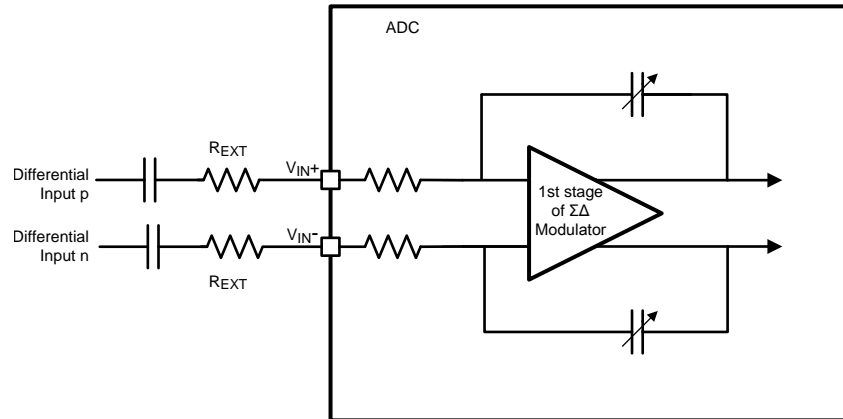 ADC
R_EXT
V_IN+
Differential
Input p
1st stage
of ΣΔ
Modulator
Differential
Input n
V_IN-
R_EXT